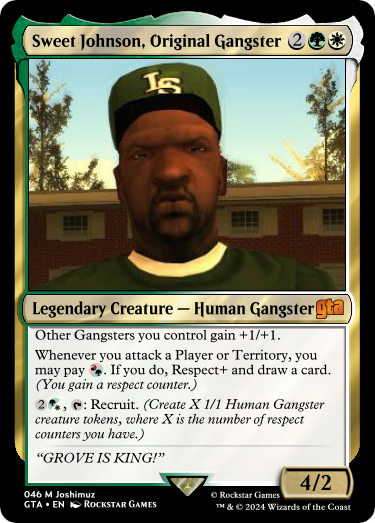 Sweet Johnson, Original Gangster 2
LS
Legendary Creature — Human Gangster gta
Other Gangsters you control gain +1/+1.
Whenever you attack a Player or Territory, you
may pay . If you do, Respect+ and draw a card.
(You gain a respect counter.)
2 , : Recruit. (Create X 1/1 Human Gangster
creature tokens, where X is the number of respect
counters you have.)
“GROVE IS KING!”
4/2
046 M Joshimuz
GTA • EN ROCKSTAR GAMES
© Rockstar Games
™ & © 2024 Wizards of the Coast